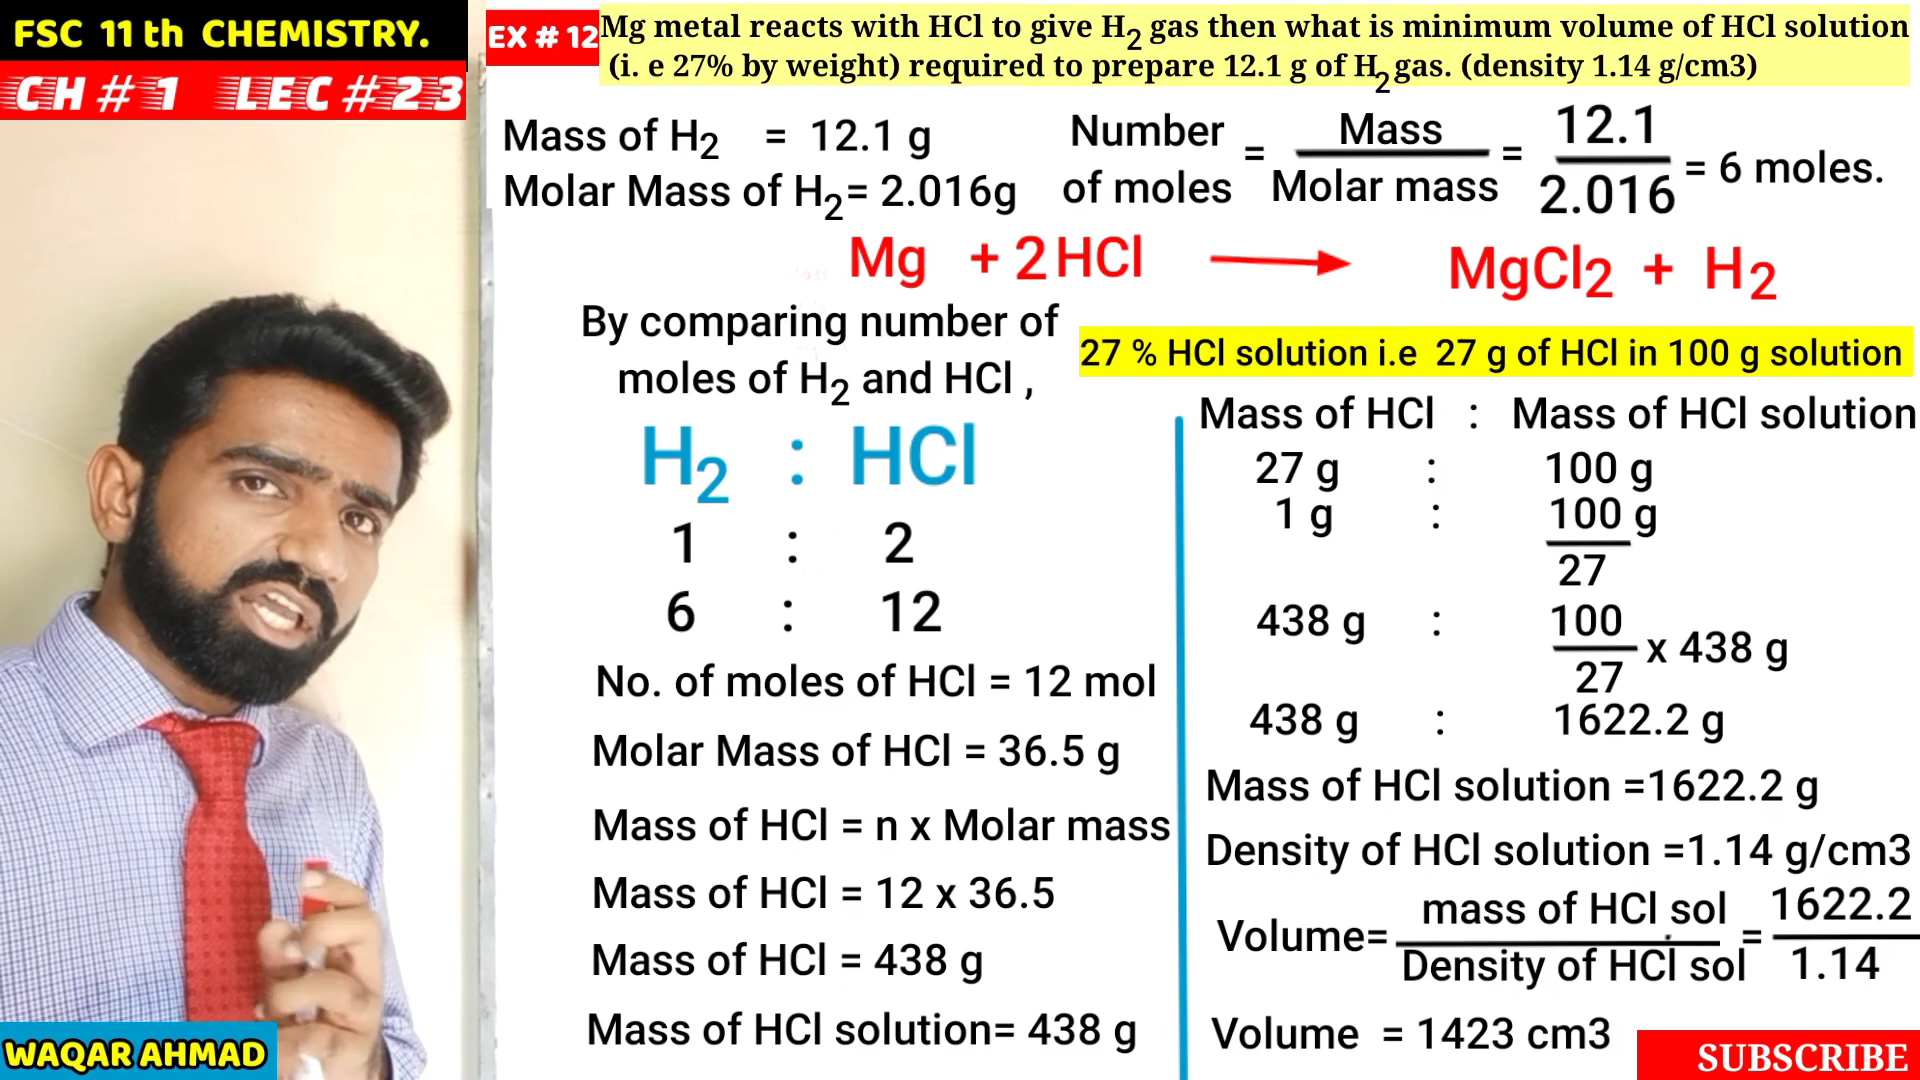 FSC 11 th CHEMISTRY.
CH # 1 LEC # 23
EX # 12
Mg metal reacts with HCl to give H2 gas then what is minimum volume of HCl solution
(i. e 27% by weight) required to prepare 12.1 g of H2 gas. (density 1.14 g/cm3)
Mass of H2 = 12.1 g
Molar Mass of H2= 2.016g
Number of moles = Mass / Molar mass = 12.1 / 2.016 = 6 moles.
Mg + 2 HCl → MgCl2 + H2
By comparing number of
moles of H2 and HCl ,
H2 : HCl
1 : 2
6 : 12
No. of moles of HCl = 12 mol
Molar Mass of HCl = 36.5 g
Mass of HCl = n x Molar mass
Mass of HCl = 12 x 36.5
Mass of HCl = 438 g
Mass of HCl solution= 438 g
27 % HCl solution i.e 27 g of HCl in 100 g solution
Mass of HCl : Mass of HCl solution
27 g : 100 g
1 g : 100 / 27 g
438 g : 100 / 27 x 438 g
438 g : 1622.2 g
Mass of HCl solution =1622.2 g
Density of HCl solution =1.14 g/cm3
Volume= mass of HCl sol / Density of HCl sol = 1622.2 / 1.14
Volume = 1423 cm3
WAQAR AHMAD
SUBSCRIBE